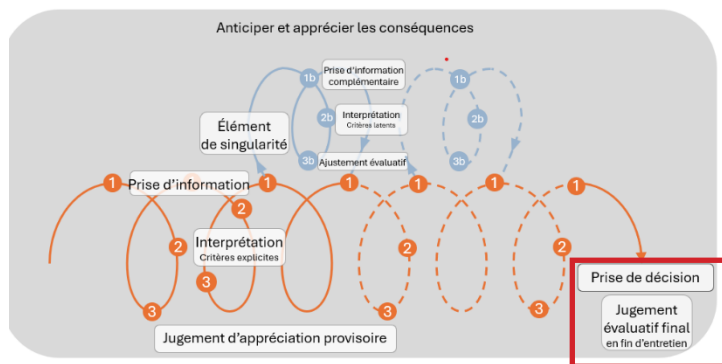 Anticiper et apprécier les conséquences
1b
Prise d'information
complémentaire
1b
2b
Interprétation
Critères latents
2b
Élément
de singularité
3b
Ajustement évaluatif
3b
1
Prise d'information
1
1
1
1
1
2
2
2
Interprétation
Critères explicites
2
3
3
3
3
Jugement d'appréciation provisoire
Prise de décision
Jugement
évaluatif final
en fin d'entretien